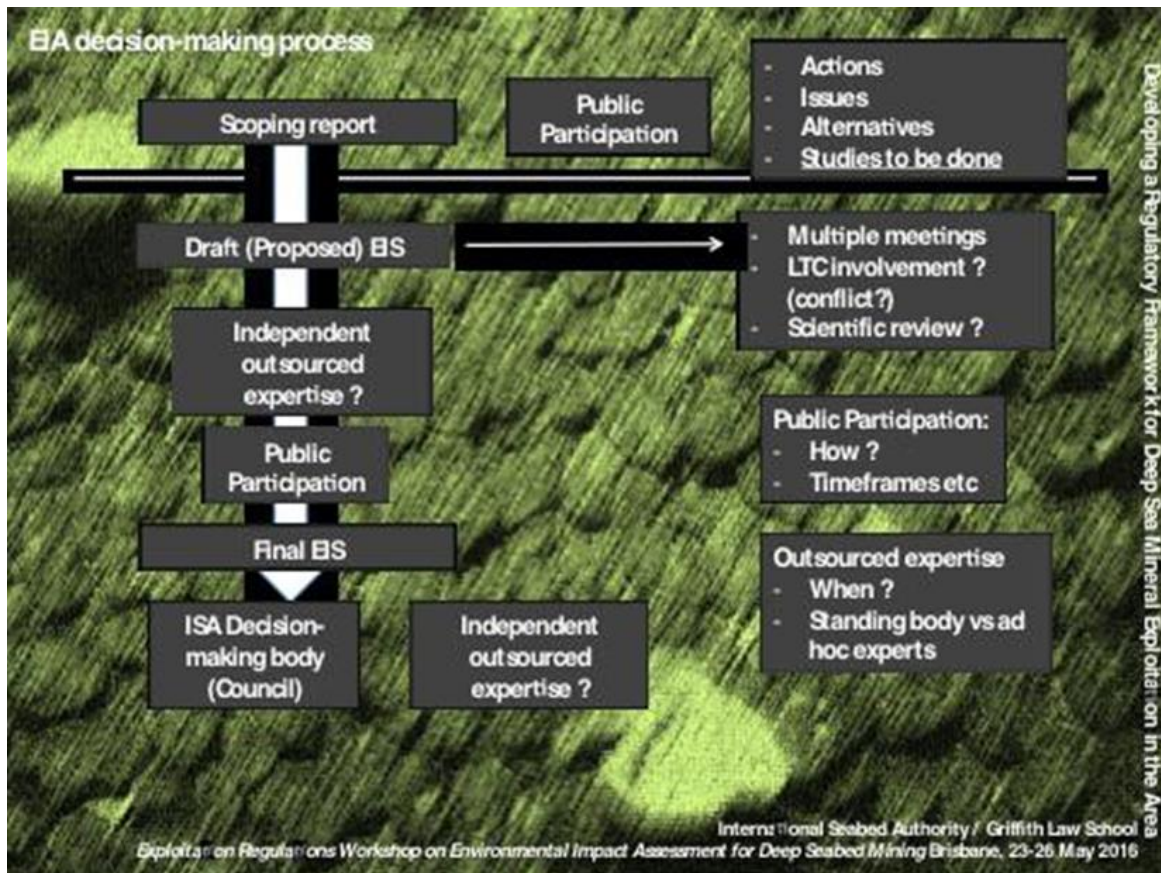 EIA decision-making process
Scoping report
Public
Participation
- Actions
- Issues
- Alternatives
- Studies to be done
Draft (Proposed) EIS
- Multiple meetings
- LTC involvement ?
(conflict?)
- Scientific review ?
Independent
outsourced
expertise ?
Public
Participation
Public Participation:
- How ?
- Timeframes etc
Final EIS
Outsourced expertise
- When ?
- Standing body vs ad
hoc experts
ISA Decision-
making body
(Council)
Independent
outsourced
expertise ?
Developing a Regulatory Framework for Deep Sea Mineral Exploitation in the Area
International Seabed Authority / Griffith Law School
Exploitation Regulations Workshop on Environmental Impact Assessment for Deep Seabed Mining Brisbane, 23-26 May 2016